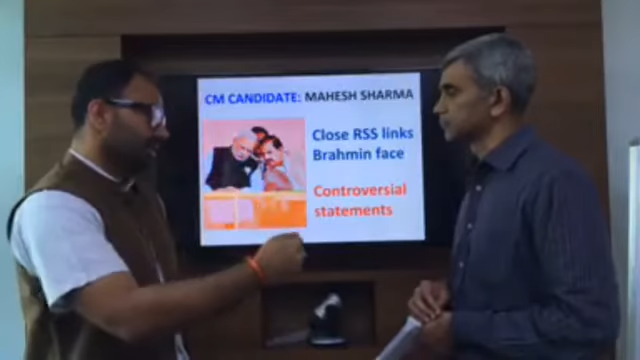 CM CANDIDATE: MAHESH SHARMA
Close RSS links
Brahmin face
Controversial
statements